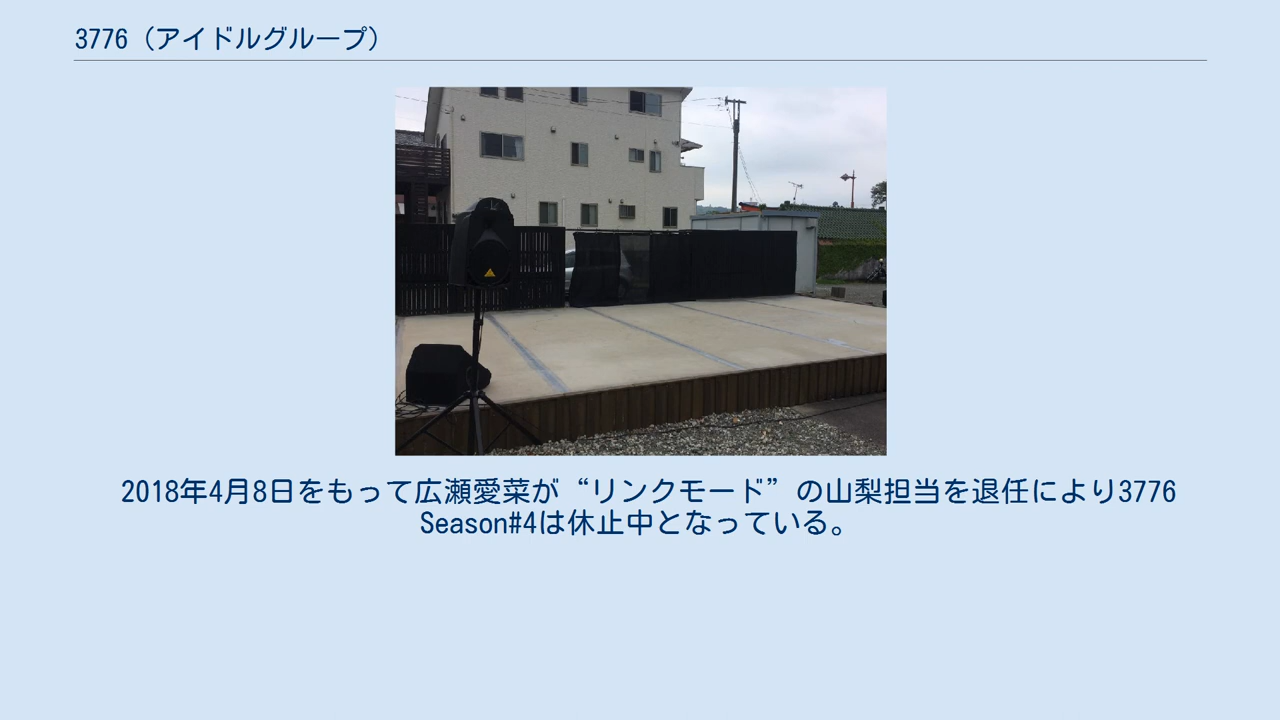 3776（アイドルグループ）
2018年4月8日をもって広瀬愛菜が“リンクモード”の山梨担当を退任により3776
Season#4は休止中となっている。